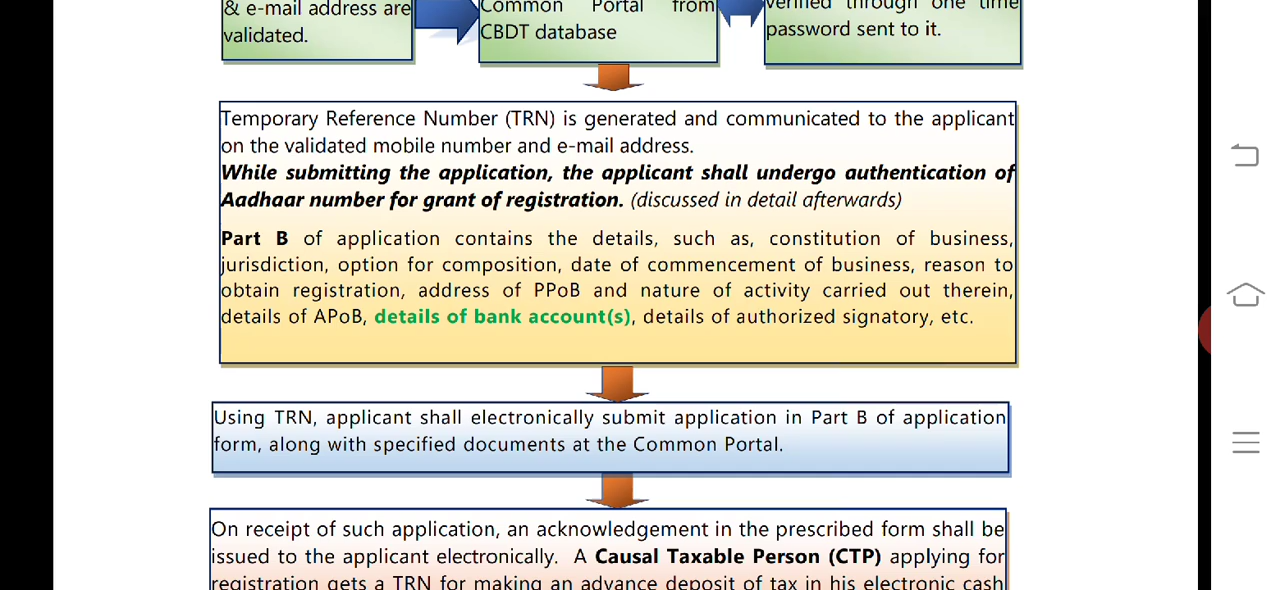 & e-mail address are
validated.
Common Portal from
CBDT database
verified through one time
password sent to it.
Temporary Reference Number (TRN) is generated and communicated to the applicant
on the validated mobile number and e-mail address.
While submitting the application, the applicant shall undergo authentication of
Aadhaar number for grant of registration. (discussed in detail afterwards)
Part B of application contains the details, such as, constitution of business,
jurisdiction, option for composition, date of commencement of business, reason to
obtain registration, address of PPoB and nature of activity carried out therein,
details of APoB, details of bank account(s), details of authorized signatory, etc.
Using TRN, applicant shall electronically submit application in Part B of application
form, along with specified documents at the Common Portal.
On receipt of such application, an acknowledgement in the prescribed form shall be
issued to the applicant electronically. A Causal Taxable Person (CTP) applying for
registration gets a TRN for making an advance deposit of tax in his electronic cash